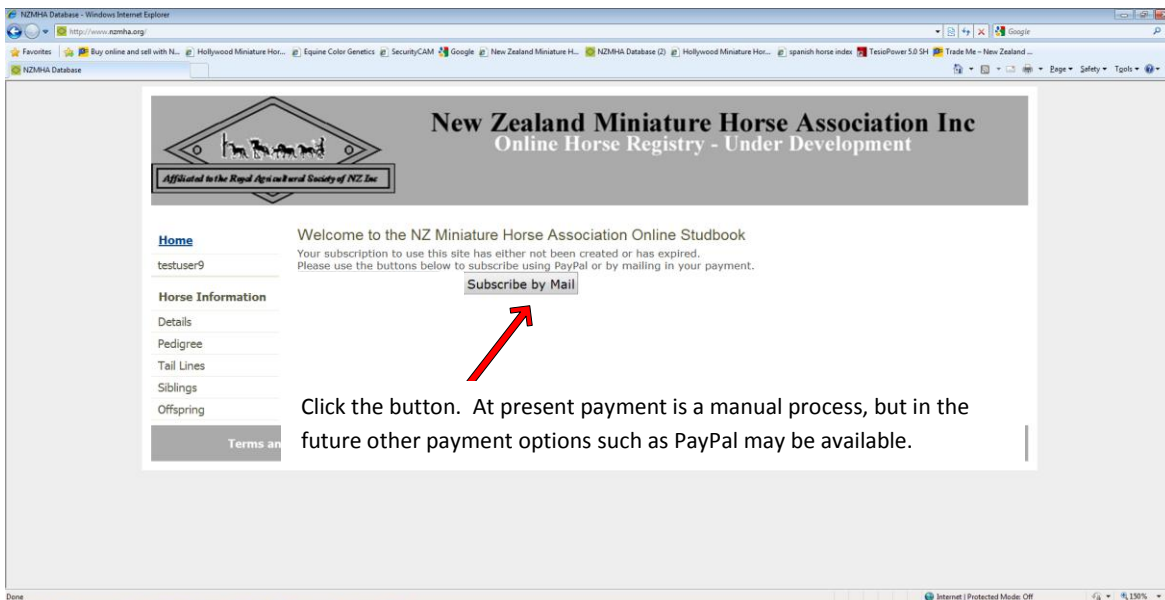 NZMHA Database - Windows Internet Explorer
http://www.nzmha.org/
Google
Favorites Buy online and sell with N... Hollywood Miniature Hor... Equine Color Genetics SecurityCAM Google New Zealand Miniature H... NZMHA Database (2) Hollywood Miniature Hor... spanish horse index TesioPower 5.0 SH Trade Me – New Zealand ...
NZMHA Database
Page Safety Tools
New Zealand Miniature Horse Association Inc
Online Horse Registry - Under Development
Affiliated to the Royal Agricultural Society of NZ Inc
Home
testuser9
Horse Information
Details
Pedigree
Tail Lines
Siblings
Offspring
Welcome to the NZ Miniature Horse Association Online Studbook
Your subscription to use this site has either not been created or has expired.
Please use the buttons below to subscribe using PayPal or by mailing in your payment.
Subscribe by Mail
Click the button. At present payment is a manual process, but in the
future other payment options such as PayPal may be available.
Terms an
Done
Internet | Protected Mode: Off
150%